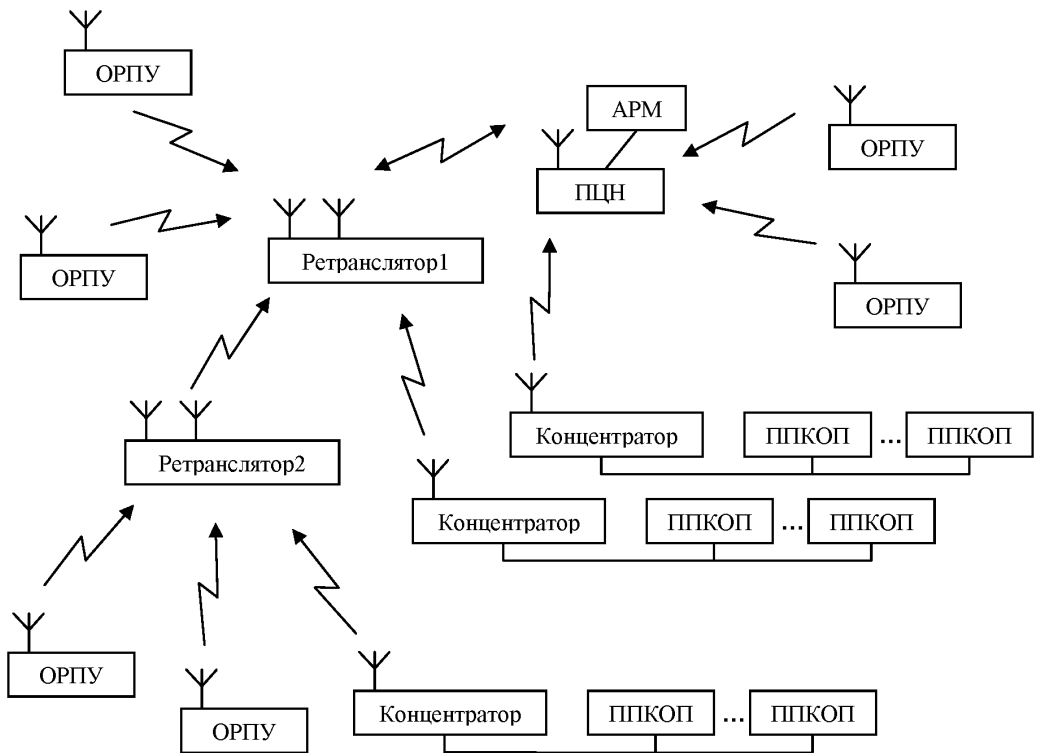 ОРПУ
АРМ
ОРПУ
ПЦН
ОРПУ
Ретранслятор1
ОРПУ
Концентратор ППКОП ... ППКОП
Ретранслятор2
Концентратор ППКОП ... ППКОП
ОРПУ
ОРПУ
Концентратор ППКОП ... ППКОП